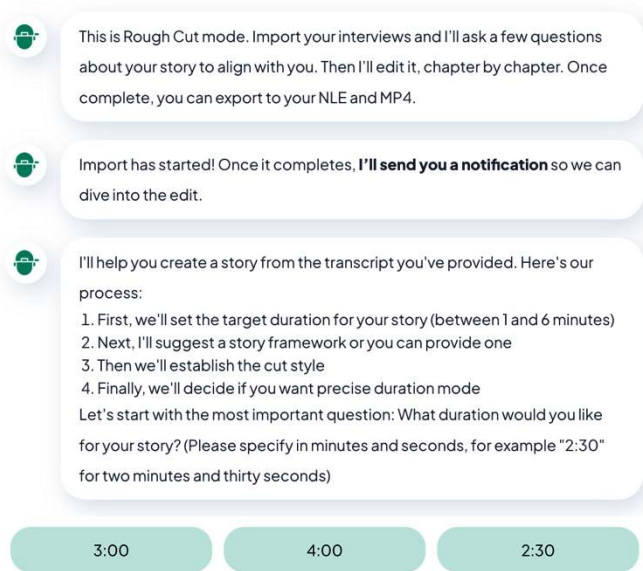 This is Rough Cut mode. Import your interviews and I'll ask a few questions
about your story to align with you. Then I'll edit it, chapter by chapter. Once
complete, you can export to your NLE and MP4.
Import has started! Once it completes, I'll send you a notification so we can
dive into the edit.
I'll help you create a story from the transcript you've provided. Here's our
process:
1. First, we'll set the target duration for your story (between 1 and 6 minutes)
2. Next, I'll suggest a story framework or you can provide one
3. Then we'll establish the cut style
4. Finally, we'll decide if you want precise duration mode
Let's start with the most important question: What duration would you like
for your story? (Please specify in minutes and seconds, for example "2:30"
for two minutes and thirty seconds)
3:00
4:00
2:30